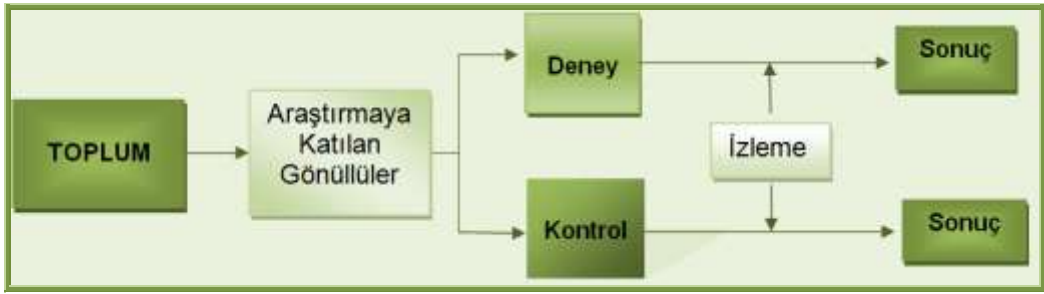 TOPLUM
Araştırmaya
Katılan
Gönüllüler
Deney
Kontrol
İzleme
Sonuç
Sonuç